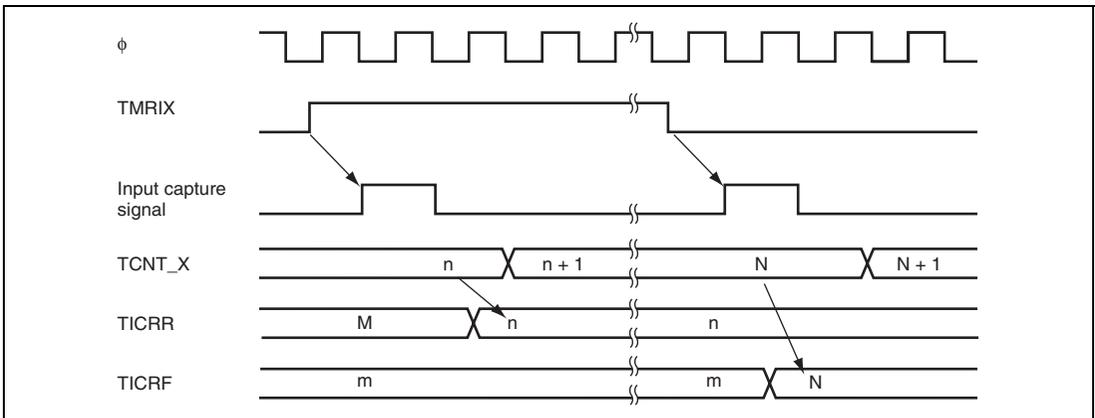 ϕ
TMRIX
Input capture
signal
TCNT_X n n + 1 N N + 1
TICRR M n n
TICRF m m N